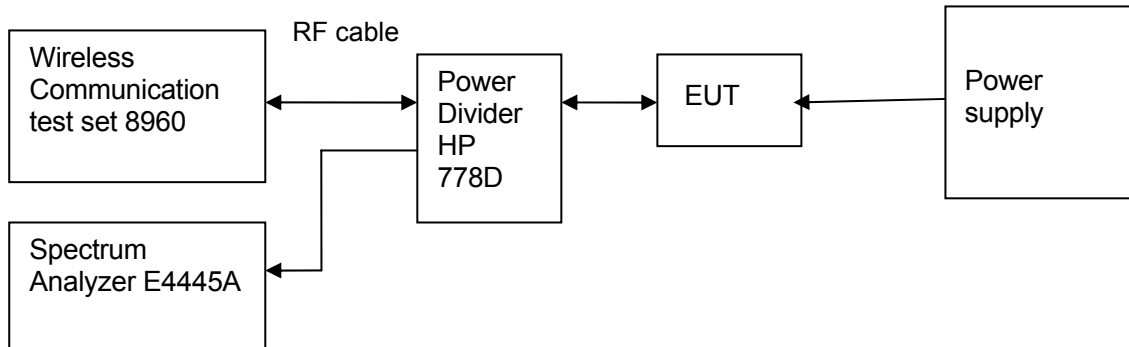 RF cable
Wireless
Communication
test set 8960
Power
Divider
HP
778D
EUT
Power
supply
Spectrum
Analyzer E4445A